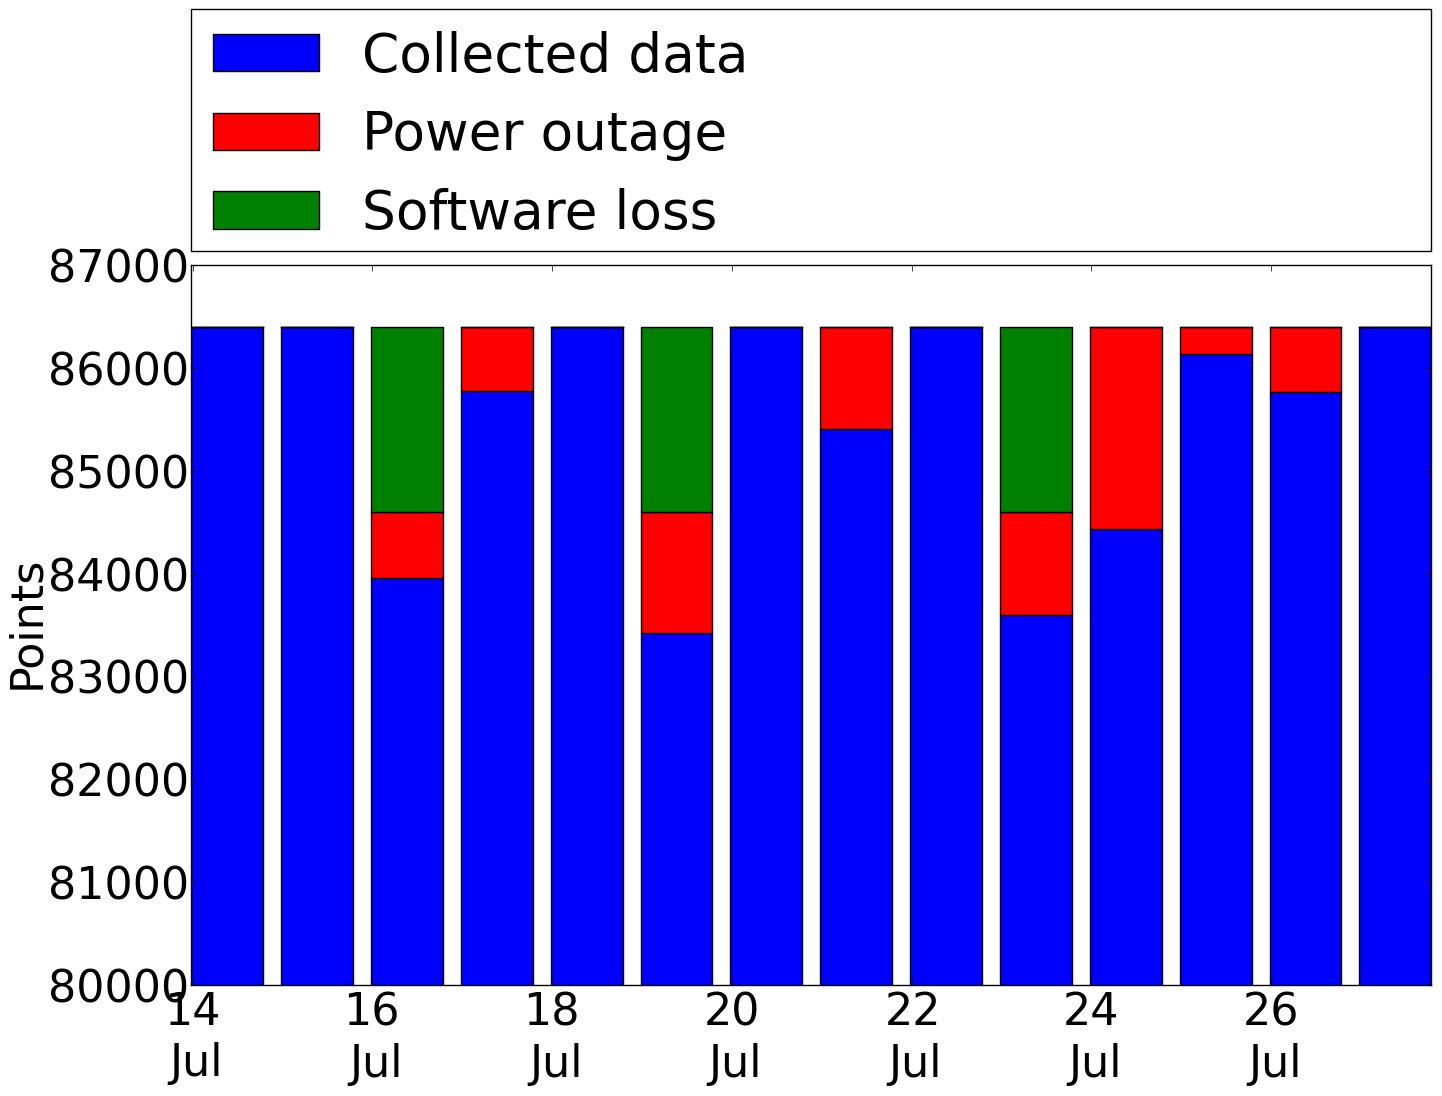 Collected data
Power outage
Software loss
87000
86000
85000
84000
83000
82000
81000
80000
Points
14 16 18 20 22 24 26
Jul Jul Jul Jul Jul Jul Jul